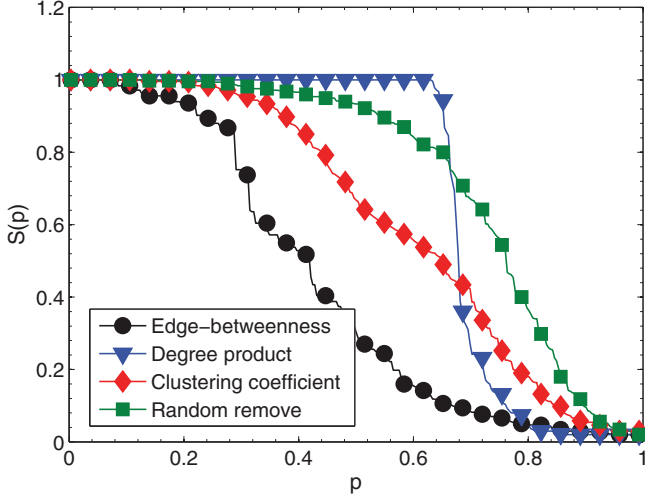 1.2
1
0.8
0.6
0.4
0.2
0
S(p)
Edge−betweenness
Degree product
Clustering coefficient
Random remove
0 0.2 0.4 0.6 0.8 1
p